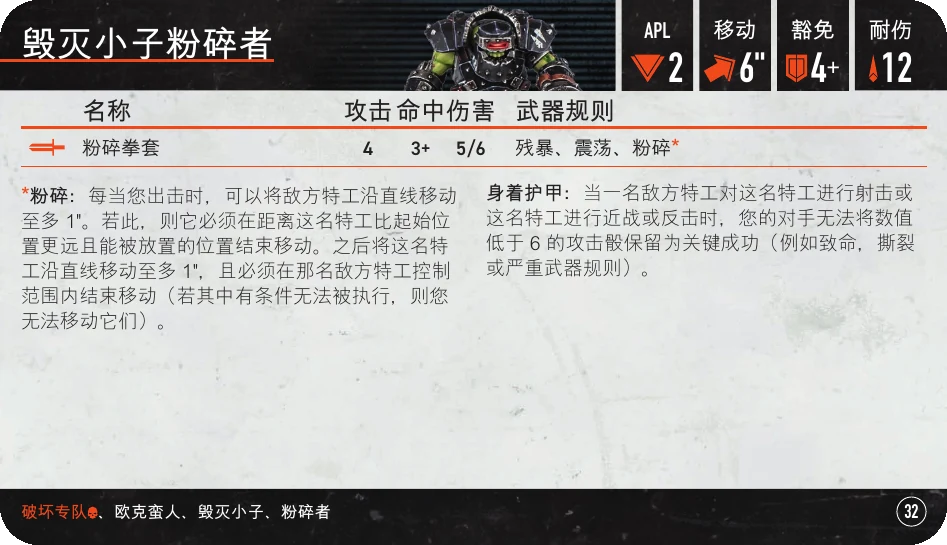 毁灭小子粉碎者
APL 移动 豁免 耐伤
2 6" 4+ 12
名称 攻击 命中 伤害 武器规则
粉碎拳套 4 3+ 5/6 残暴、震荡、粉碎*
*粉碎：每当您出击时，可以将敌方特工沿直线移动
至多 1"。若此，则它必须在距离这名特工比起始位
置更远且能被放置的位置结束移动。之后将这名特
工沿直线移动至多 1"，且必须在那名敌方特工控制
范围内结束移动（若其中有条件无法被执行，则您
无法移动它们）。
身着护甲：当一名敌方特工对这名特工进行射击或
这名特工进行近战或反击时，您的对手无法将数值
低于 6 的攻击骰保留为关键成功（例如致命，撕裂
或严重武器规则）。
破坏专队、欧克蛮人、毁灭小子、粉碎者
32